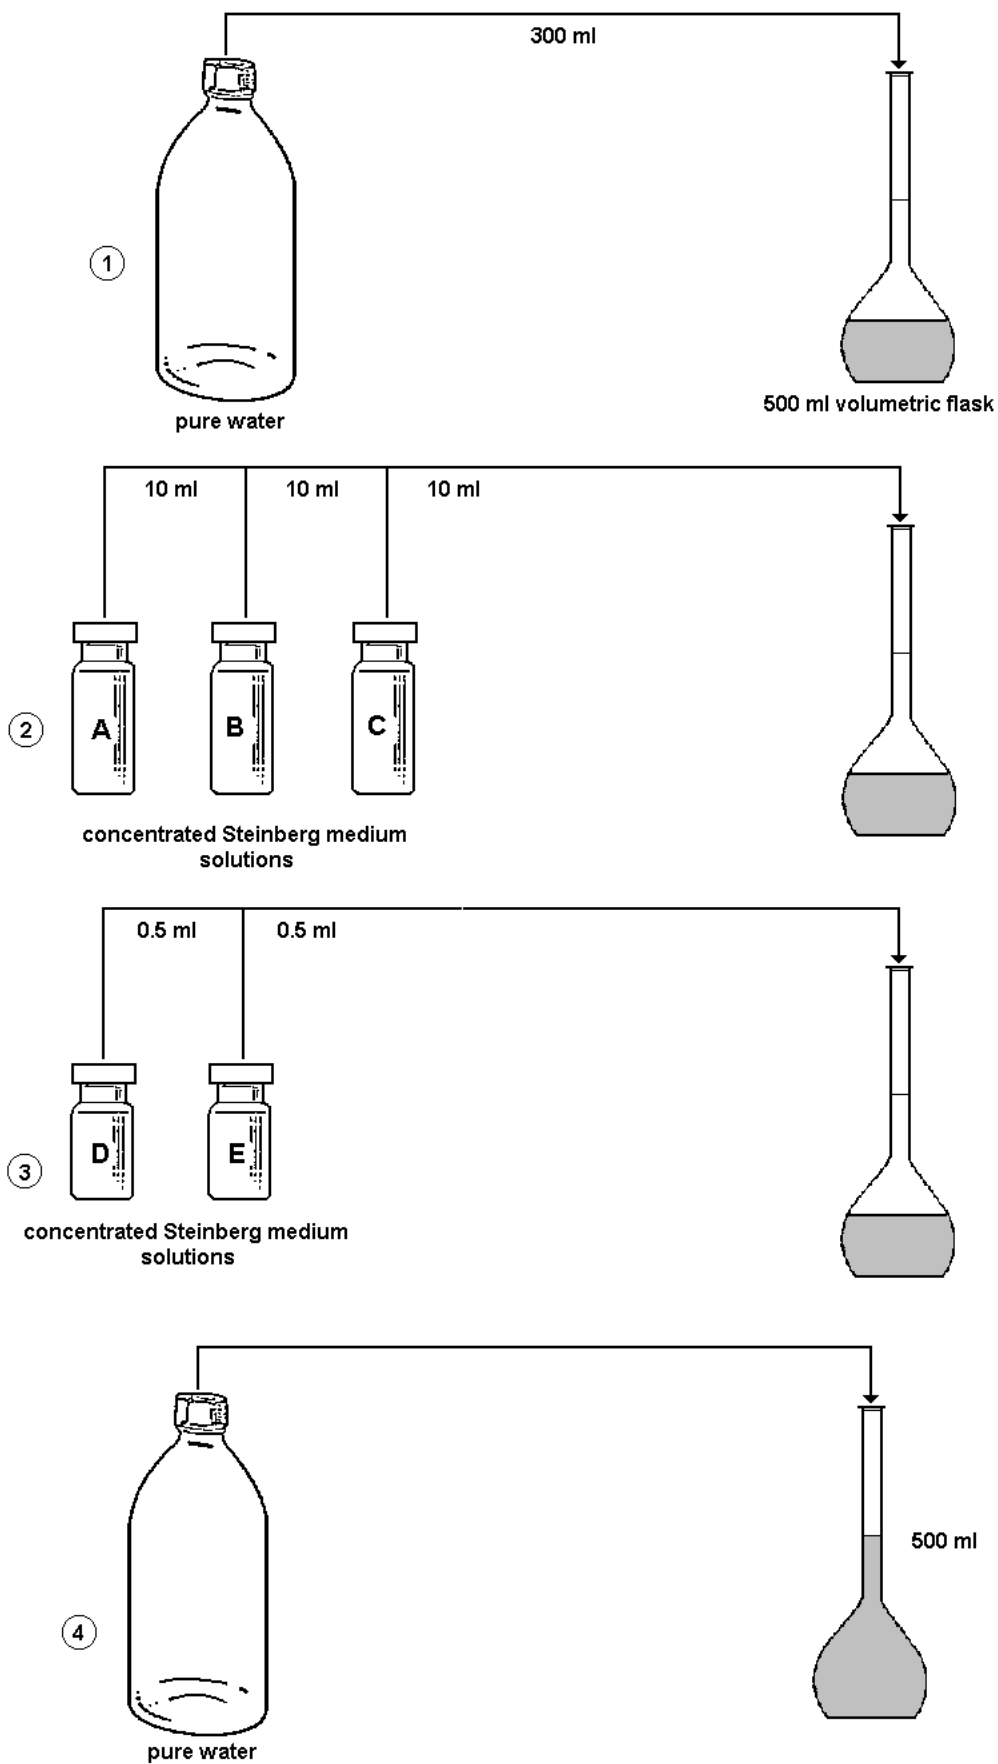 300 ml
1
pure water
500 ml volumetric flask
10 ml
10 ml
10 ml
2
A
B
C
concentrated Steinberg medium
solutions
0.5 ml
0.5 ml
3
D
E
concentrated Steinberg medium
solutions
500 ml
4
pure water